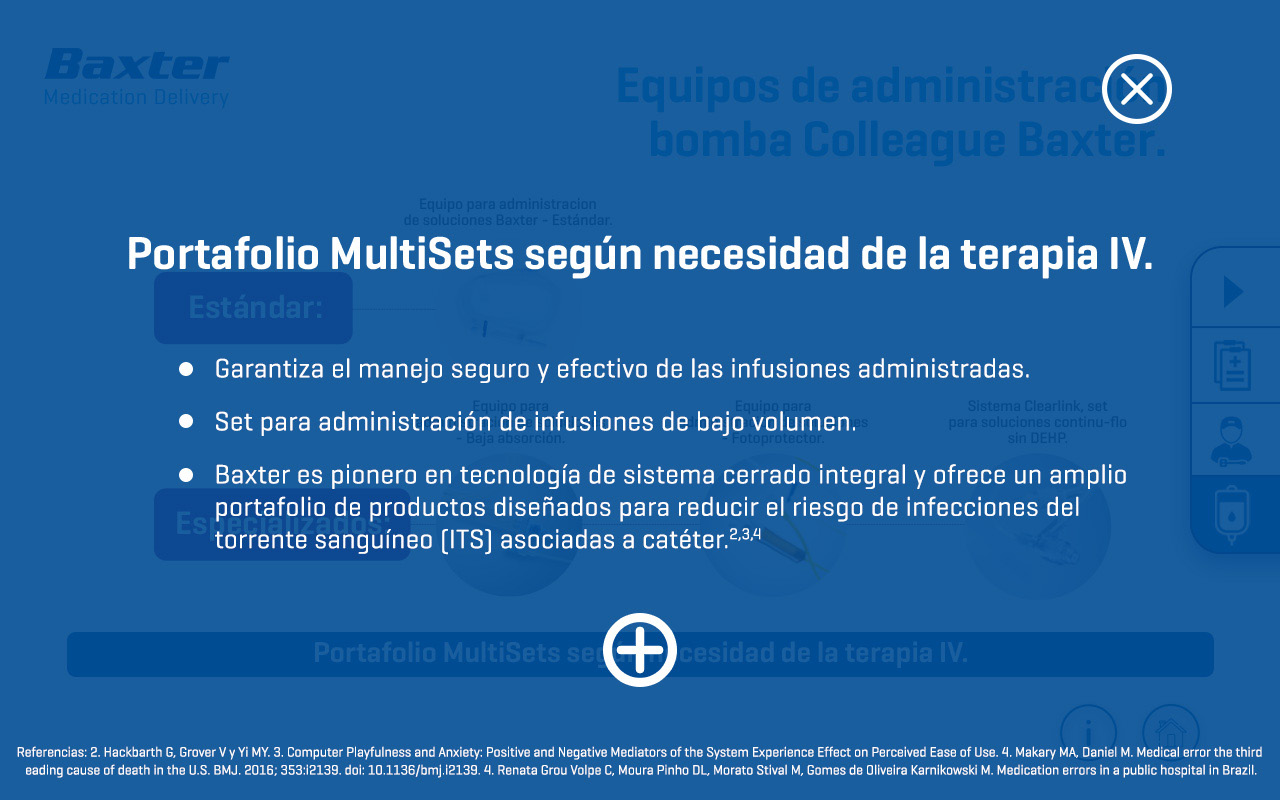 Baxter
Medication Delivery
Equipos de administrac
bomba Colleague Baxter.
Equipo para administracion
de soluciones Baxter - Estándar.
Portafolio MultiSets según necesidad de la terapia IV.
Estándar:
● Garantiza el manejo seguro y efectivo de las infusiones administradas.
Equipo para
- Baja absorción.
Equipo para
- Fotoprotector.
Sistema Clearlink, set
para soluciones continu-flo
sin DEHP.
● Set para administración de infusiones de bajo volumen.
● Baxter es pionero en tecnología de sistema cerrado integral y ofrece un amplio
portafolio de productos diseñados para reducir el riesgo de infecciones del
torrente sanguíneo (ITS) asociadas a catéter.2,3,4
Especializados:
Portafolio MultiSets según necesidad de la terapia IV.
Referencias: 2. Hackbarth G, Grover V y Yi MY. 3. Computer Playfulness and Anxiety: Positive and Negative Mediators of the System Experience Effect on Perceived Ease of Use. 4. Makary MA, Daniel M. Medical error the third
eading cause of death in the U.S. BMJ. 2016; 353:i2139. doi: 10.1136/bmj.i2139. 4. Renata Grou Volpe C, Moura Pinho DL, Morato Stival M, Gomes de Oliveira Karnikowski M. Medication errors in a public hospital in Brazil.